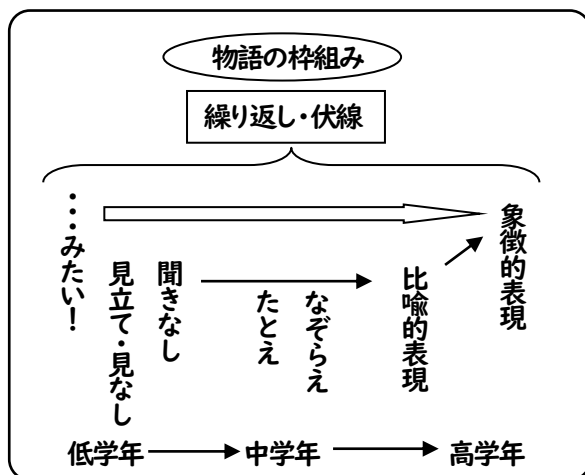 物語の枠組み
繰り返し・伏線
・・・みたい!
見立て・見なし
聞きなし
たとえ
なぞらえ
比喩的表現
象徴的表現
低学年
中学年
高学年